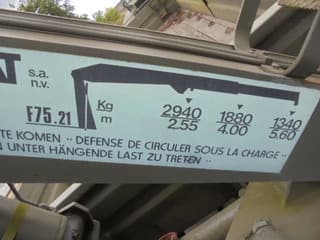 AT s.a.
n.v.
F75.21 Kg 2940 1880 1340
m 2.55 4.00 5.60
TE KOMEN -- DEFENSE DE CIRCULER SOUS LA CHARGE --
N UNTER HÄNGENDE LAST ZU TRETEN --